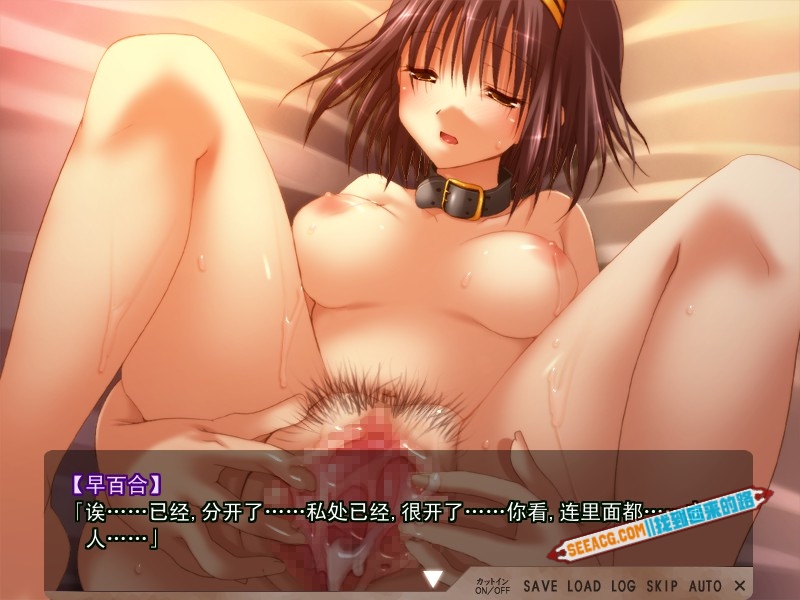 【早百合】
「诶……已经,分开了……私处已经,很开了……你看,连里面都……
人……」
SEEACG.COM||找到回来的路
カットイン
ON/OFF
SAVE LOAD LOG SKIP AUTO ×